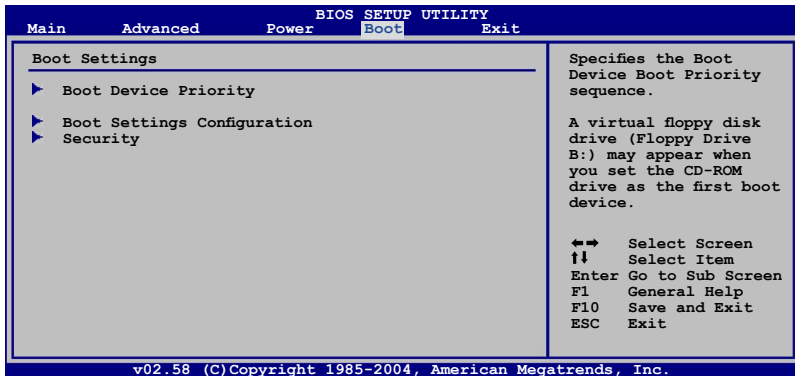 BIOS SETUP UTILITY
Main Advanced Power Boot Exit
Boot Settings
Boot Device Priority
Boot Settings Configuration
Security
Specifies the Boot
Device Boot Priority
sequence.
A virtual floppy disk
drive (Floppy Drive
B:) may appear when
you set the CD-ROM
drive as the first boot
device.
←→ Select Screen
↑↓ Select Item
Enter Go to Sub Screen
F1 General Help
F10 Save and Exit
ESC Exit
v02.58 (C)Copyright 1985-2004, American Megatrends, Inc.